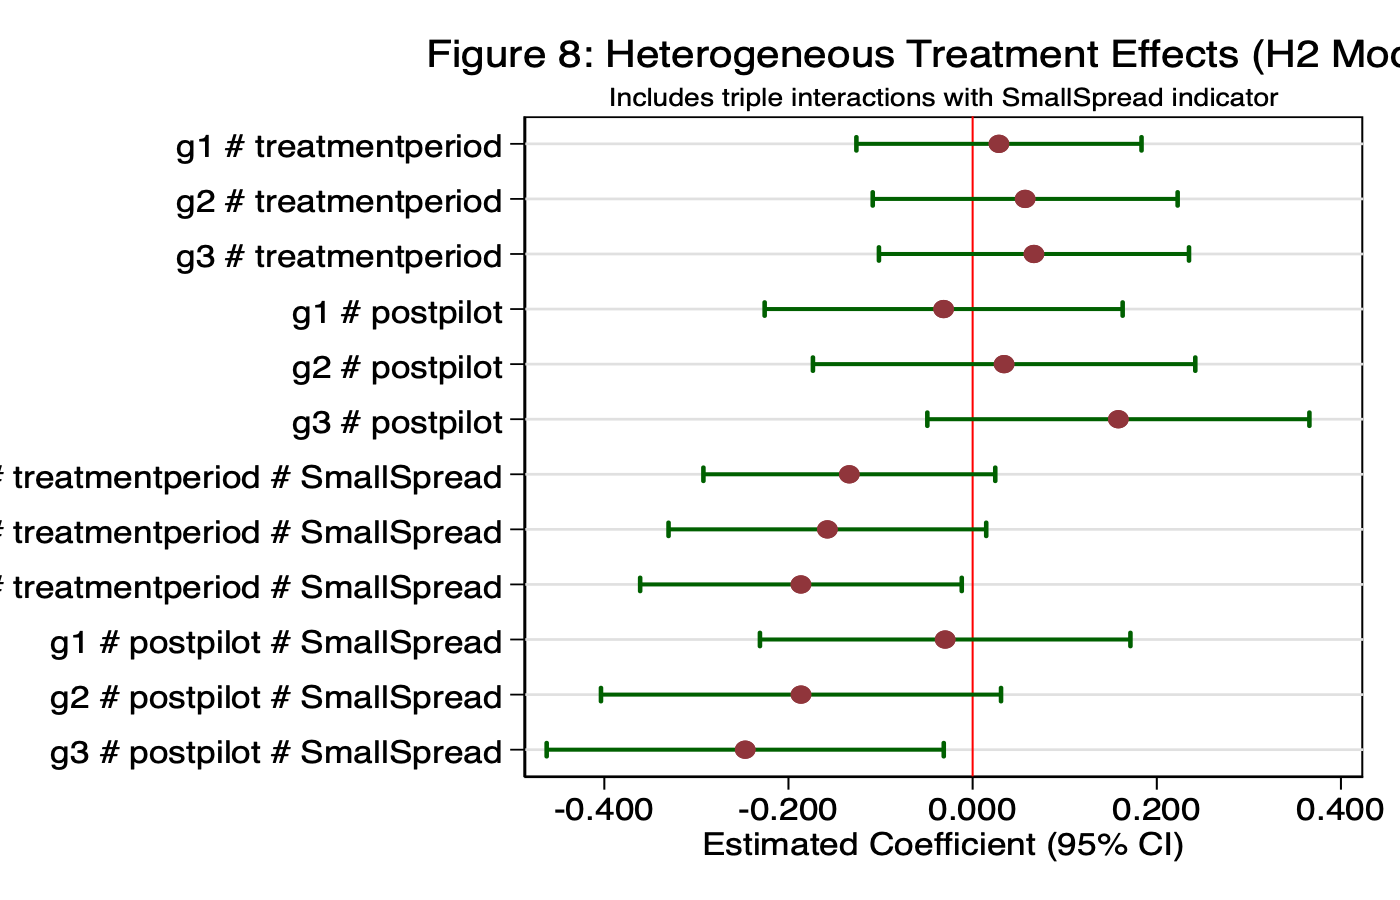 Figure 8: Heterogeneous Treatment Effects (H2
Includes triple interactions with SmallSpread indicator
g1 # treatmentperiod
g2 # treatmentperiod
g3 # treatmentperiod
g1 # postpilot
g2 # postpilot
g3 # postpilot
# treatmentperiod # SmallSpread
# treatmentperiod # SmallSpread
# treatmentperiod # SmallSpread
g1 # postpilot # SmallSpread
g2 # postpilot # SmallSpread
g3 # postpilot # SmallSpread
-0.400 -0.200 0.000 0.200 0.400
Estimated Coefficient (95% CI)